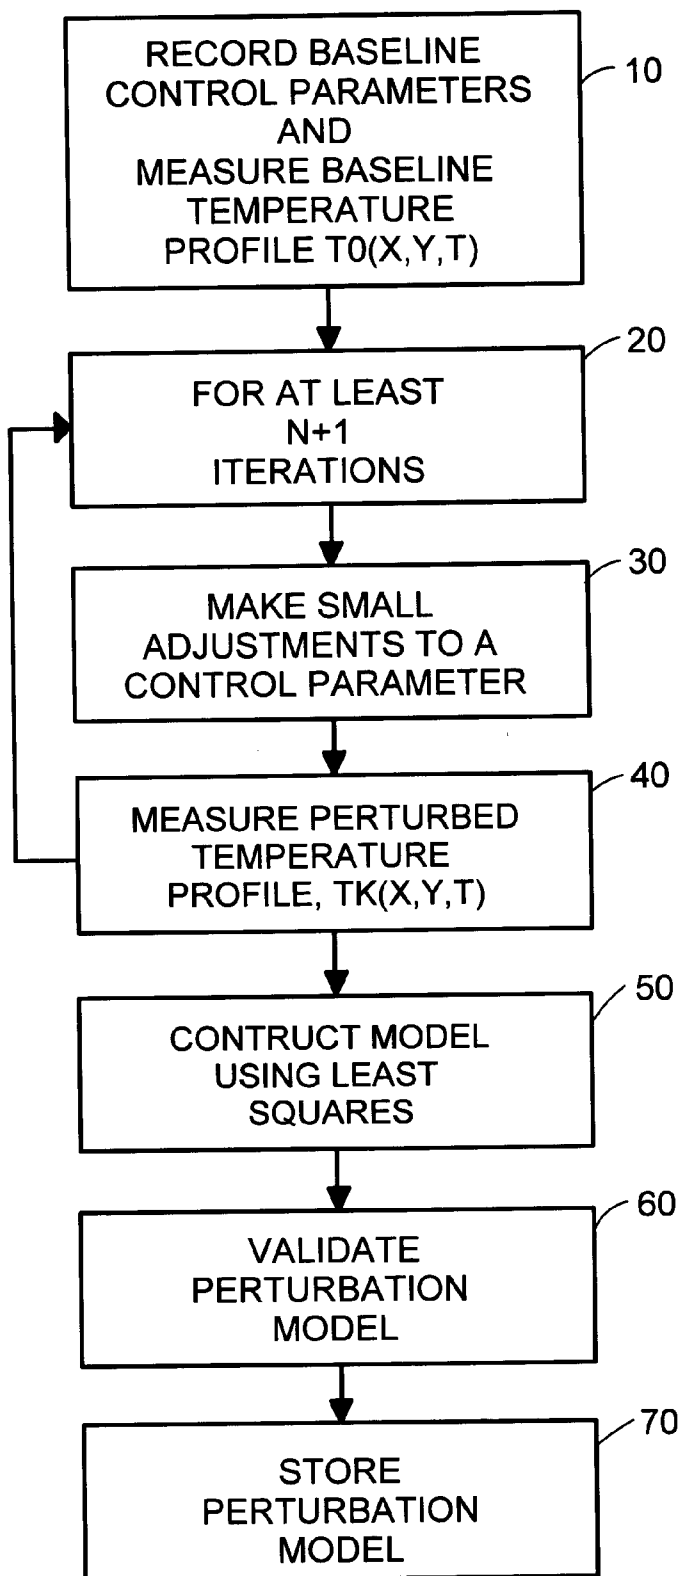 RECORD BASELINE
CONTROL PARAMETERS
AND
MEASURE BASELINE
TEMPERATURE
PROFILE T0(X,Y,T)
10
20
FOR AT LEAST
N+1
ITERATIONS
30
MAKE SMALL
ADJUSTMENTS TO A
CONTROL PARAMETER
40
MEASURE PERTURBED
TEMPERATURE
PROFILE, TK(X,Y,T)
50
CONTRUCT MODEL
USING LEAST
SQUARES
60
VALIDATE
PERTURBATION
MODEL
70
STORE
PERTURBATION
MODEL